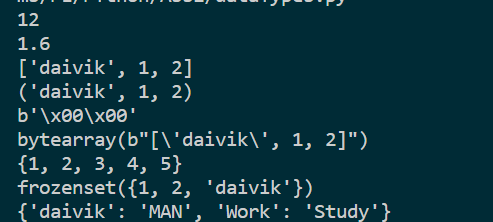 12
1.6
['daivik', 1, 2]
('daivik', 1, 2)
b'\x00\x00'
bytearray(b"[\'daivik\', 1, 2]")
{1, 2, 3, 4, 5}
frozenset({1, 2, 'daivik'})
{'daivik': 'MAN', 'Work': 'Study'}